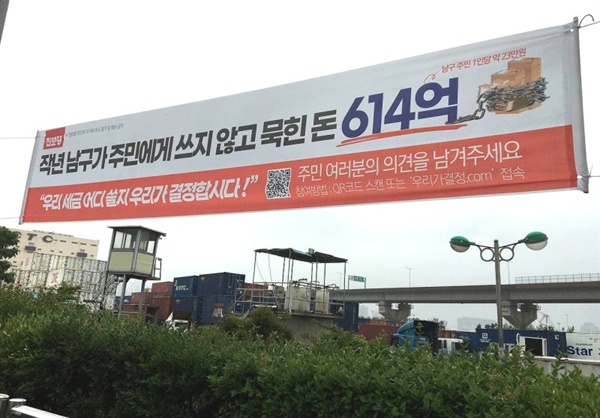 진보당
작년 남구가 주민에게 쓰지 않고 묵힌 돈 614억
남구 주민 1인당 약 23만원
"우리 세금 어디 쓸지 우리가 결정합시다!"
주민 여러분의 의견을 남겨주세요
참여방법 : QR코드 스캔 또는 '우리가결정.com' 접속
Star